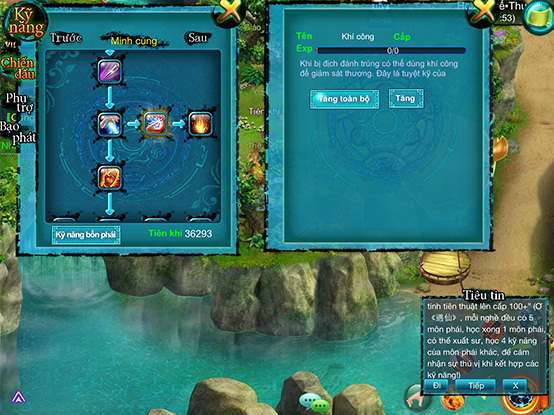 Kỹ năng
Trước
Minh cung
Sau
Chiến đấu
Phụ trợ
Bạo phát
Kỹ năng bổn phái
Tiên khí 36293
Tên Khí công Cấp
Exp : 0/0
Khi bị địch đánh trúng có thể dùng khí công
để giảm sát thương. Đây là tuyệt kỹ của
Tăng toàn bộ
Tăng
:53)
Tiêu tin
tinh tiên thuật lên cấp 100+" (Ở
《遇仙》, mỗi nghề đều có 5
môn phái, học xong 1 môn phái,
có thể xuất sư, học 4 kỹ năng
của môn phái khác, để cảm
nhận sự thú vị khi kết hợp các
kỹ năng!)
Đi
Tiếp
X